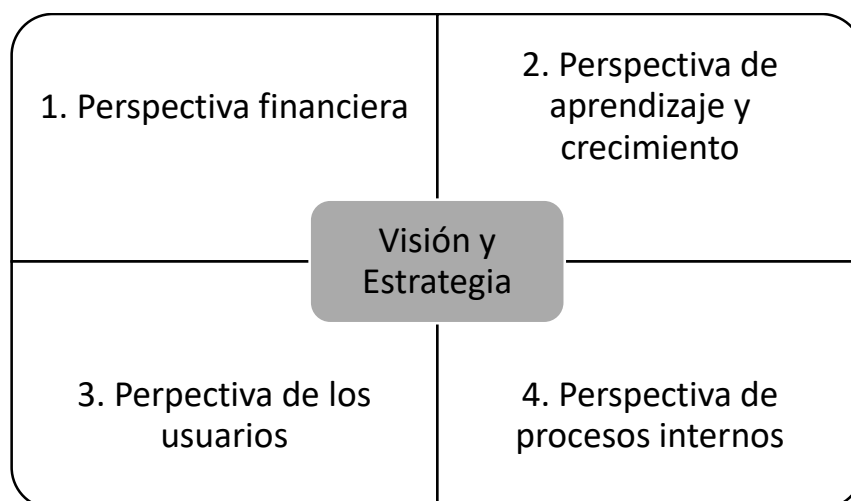 1. Perspectiva financiera
2. Perspectiva de
aprendizaje y
crecimiento
Visión y
Estrategia
3. Perpectiva de los
usuarios
4. Perspectiva de
procesos internos